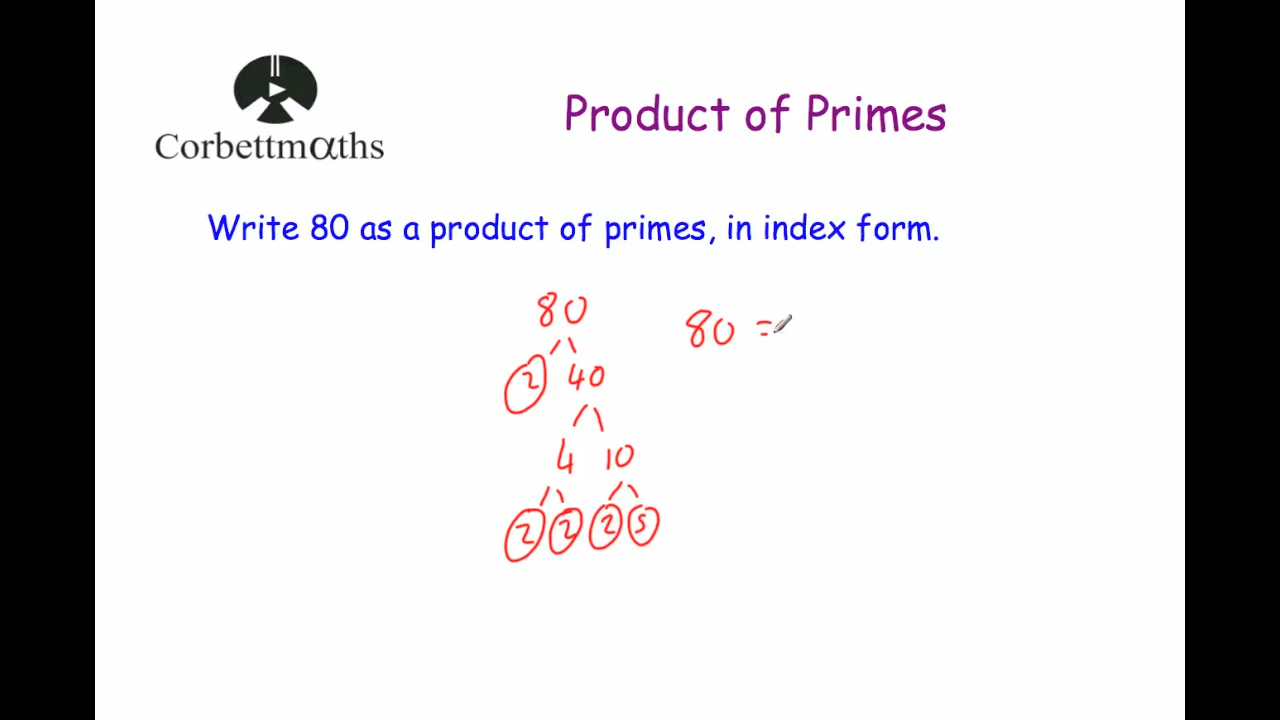 Corbettmαths
Product of Primes
Write 80 as a product of primes, in index form.
80
80 =
2 40
4 10
2 2 2 5